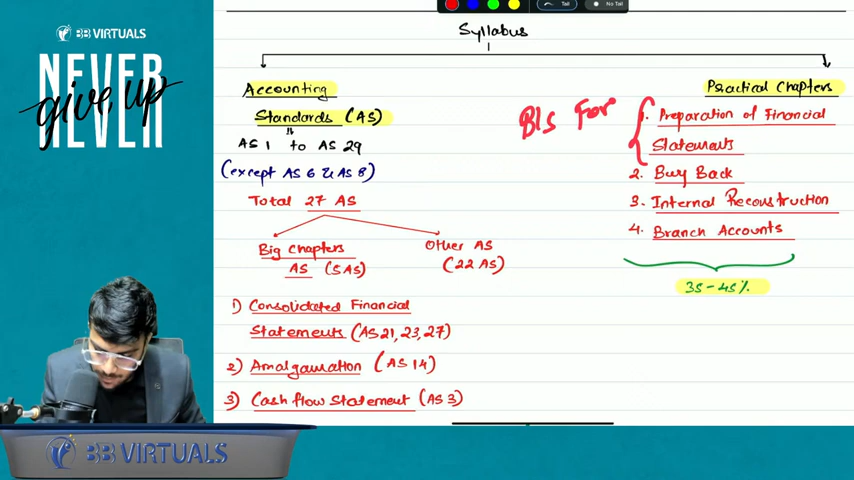 BB VIRTUALS
NEVER
give up
NEVER
Tail
No Tail
Syllabus
Accounting
Standards (AS)
AS 1 to AS 29
(except AS 6 & AS 8)
Total 27 AS
Big Chapters
AS (5 AS)
Other AS
(22 AS)
1) Consolidated Financial
Statements (AS 21, 23, 27)
2) Amalgamation (AS 14)
3) Cash flow Statement (AS 3)
Practical Chapters
B/S For
1. Preparation of Financial
Statements
2. Buy Back
3. Internal Reconstruction
4. Branch Accounts
35-45%
BB VIRTUALS